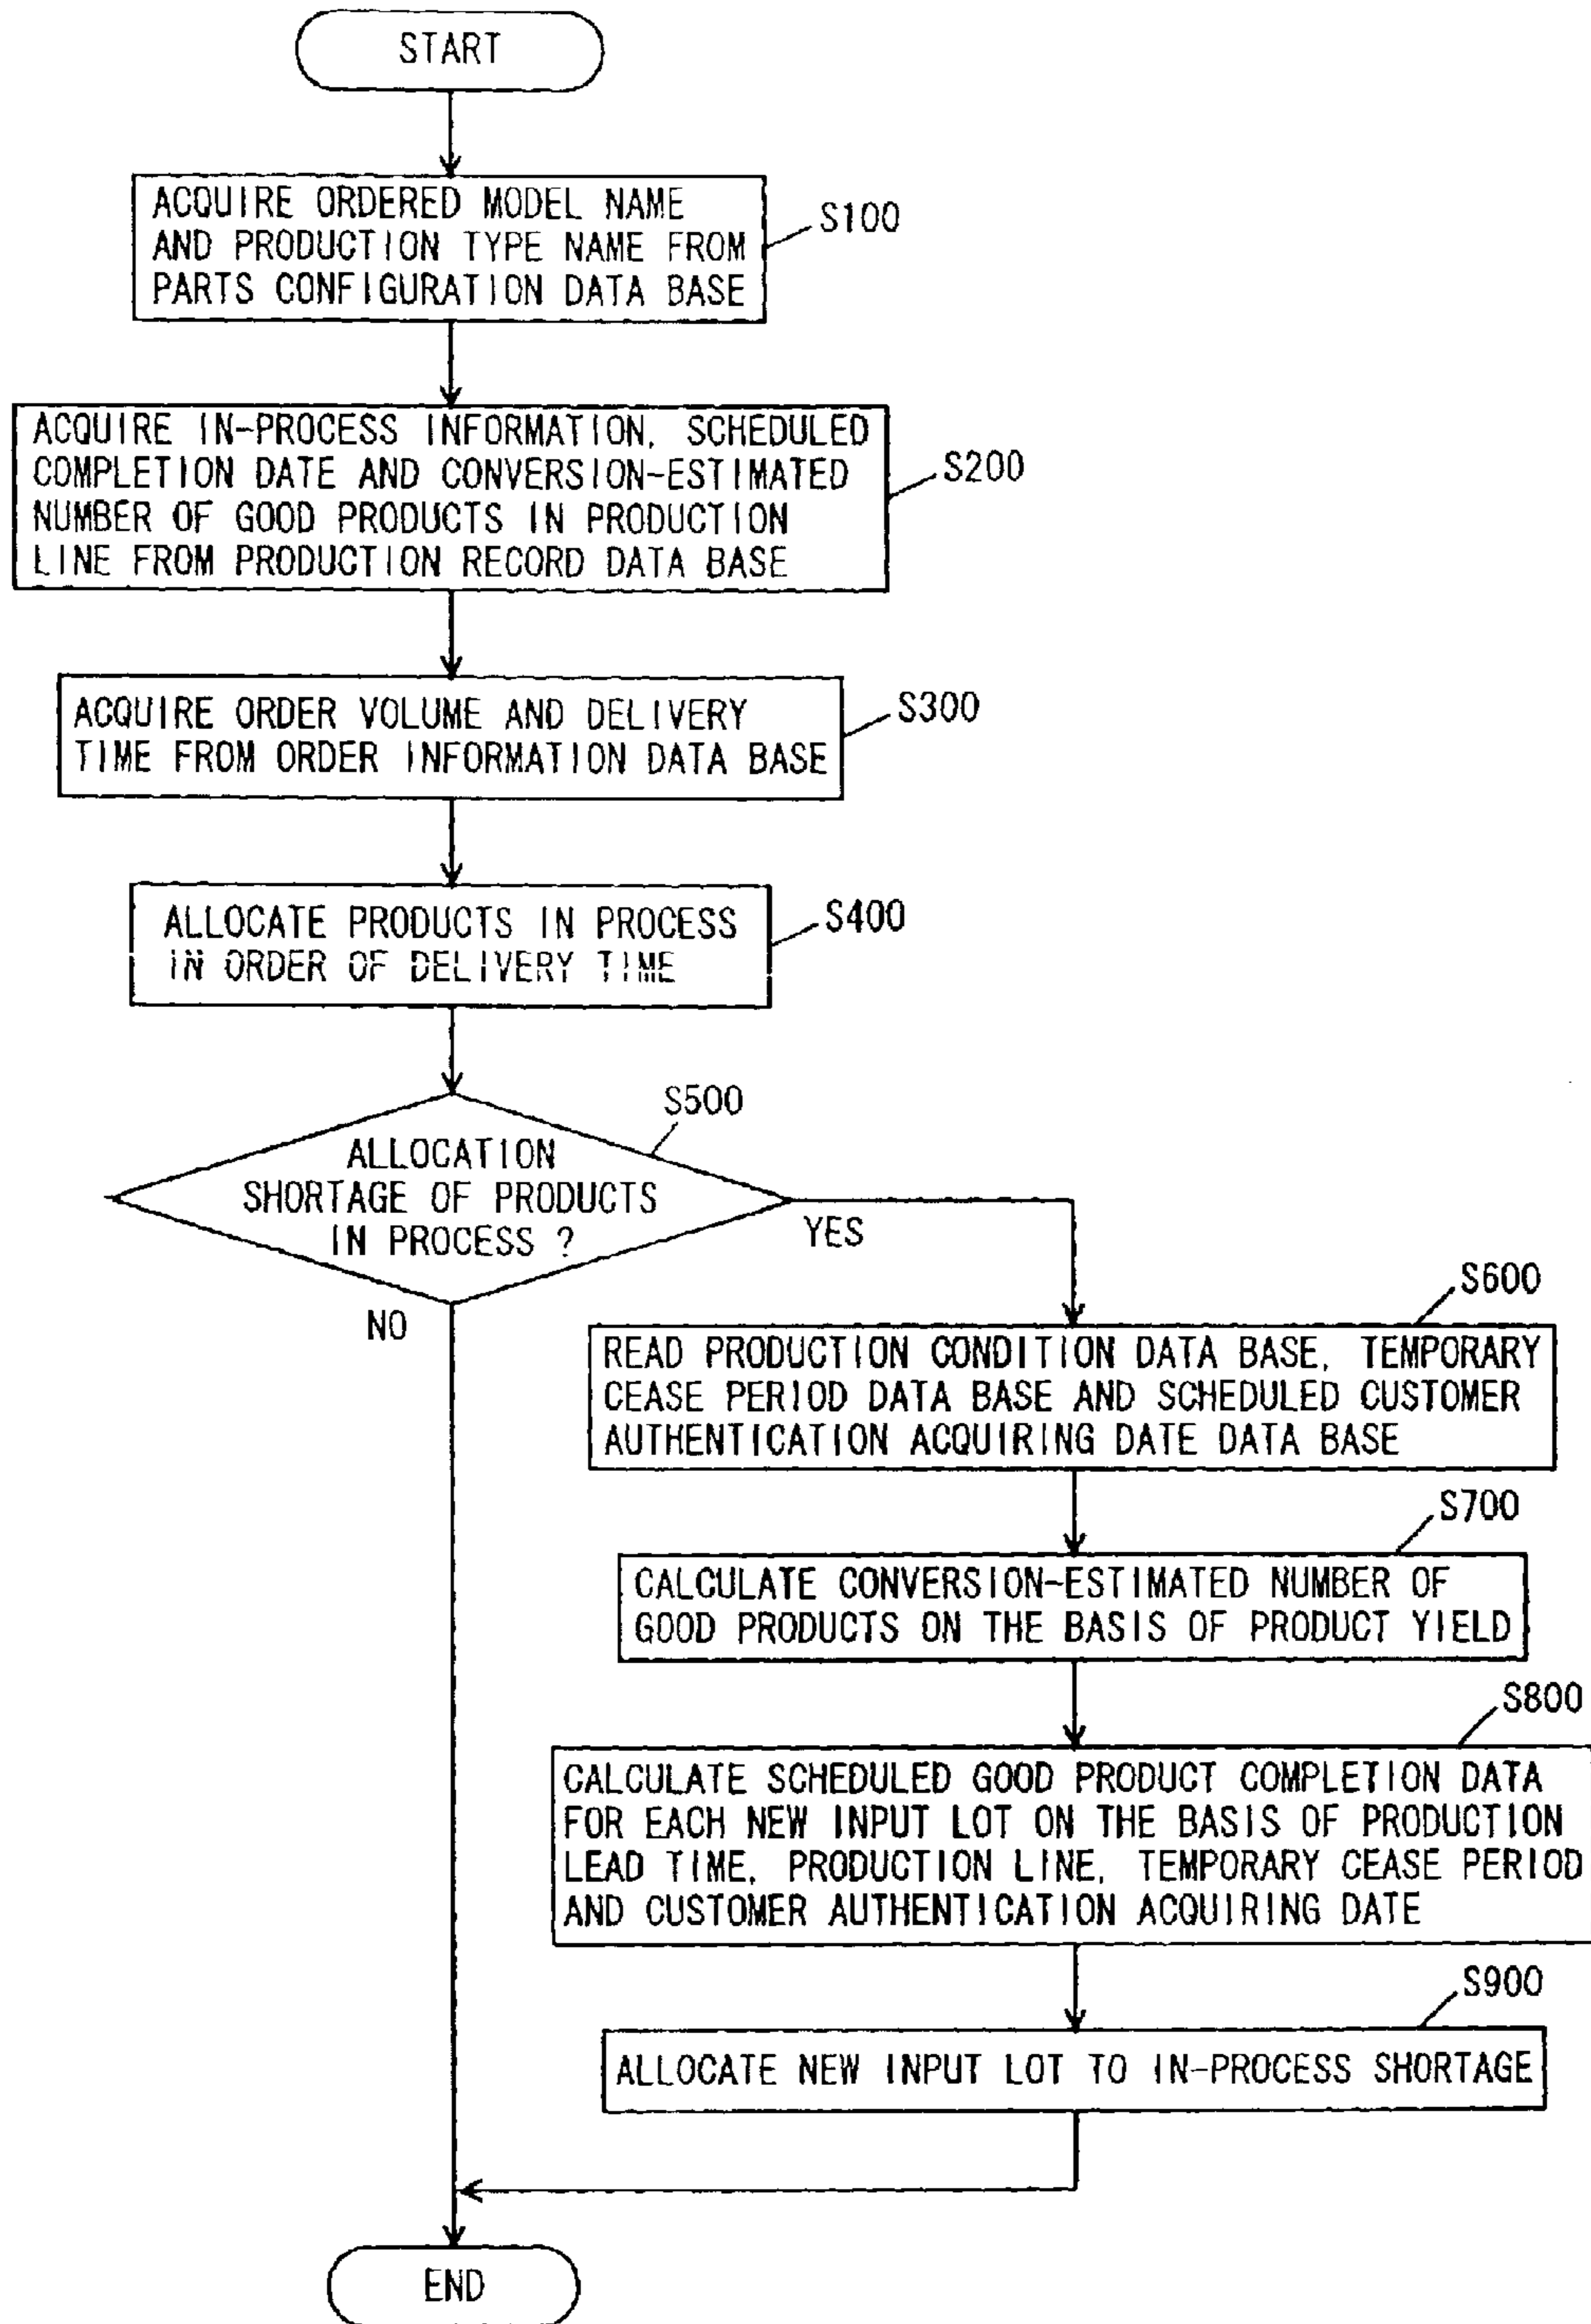 START
ACQUIRE ORDERED MODEL NAME
AND PRODUCTION TYPE NAME FROM
PARTS CONFIGURATION DATA BASE
S100
ACQUIRE IN-PROCESS INFORMATION, SCHEDULED
COMPLETION DATE AND CONVERSION-ESTIMATED
NUMBER OF GOOD PRODUCTS IN PRODUCTION
LINE FROM PRODUCTION RECORD DATA BASE
S200
ACQUIRE ORDER VOLUME AND DELIVERY
TIME FROM ORDER INFORMATION DATA BASE
S300
ALLOCATE PRODUCTS IN PROCESS
IN ORDER OF DELIVERY TIME
S400
S500
ALLOCATION
SHORTAGE OF PRODUCTS
IN PROCESS ?
YES
NO
S600
READ PRODUCTION CONDITION DATA BASE, TEMPORARY
CEASE PERIOD DATA BASE AND SCHEDULED CUSTOMER
AUTHENTICATION ACQUIRING DATE DATA BASE
S700
CALCULATE CONVERSION-ESTIMATED NUMBER OF
GOOD PRODUCTS ON THE BASIS OF PRODUCT YIELD
S800
CALCULATE SCHEDULED GOOD PRODUCT COMPLETION DATA
FOR EACH NEW INPUT LOT ON THE BASIS OF PRODUCTION
LEAD TIME, PRODUCTION LINE, TEMPORARY CEASE PERIOD
AND CUSTOMER AUTHENTICATION ACQUIRING DATE
S900
ALLOCATE NEW INPUT LOT TO IN-PROCESS SHORTAGE
END